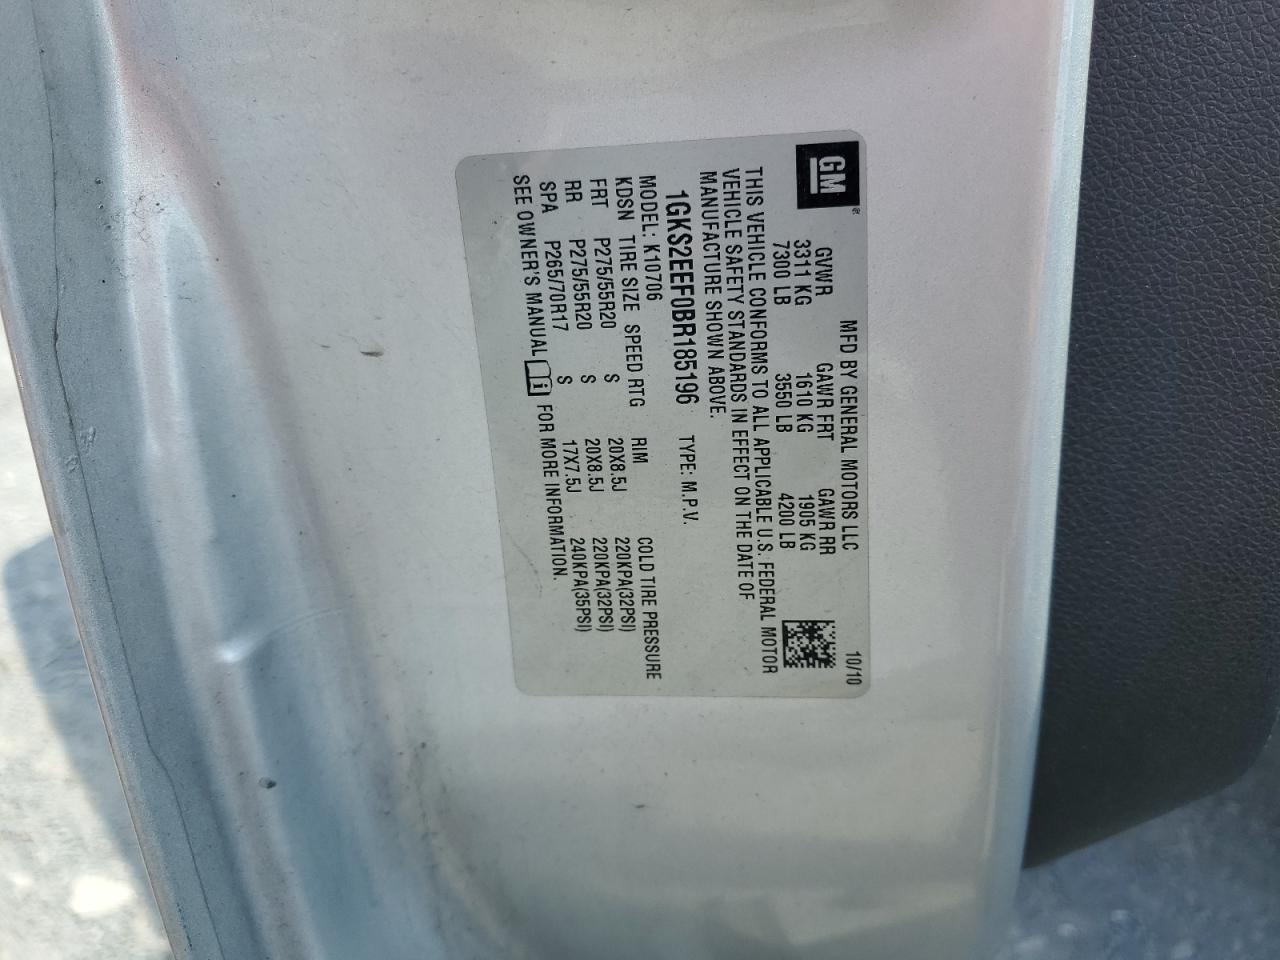 GM
MFD BY GENERAL MOTORS LLC 10/10
GVWR GAWR FRT GAWR RR
3311 KG 1610 KG 1905 KG
7300 LB 3550 LB 4200 LB
THIS VEHICLE CONFORMS TO ALL APPLICABLE U.S. FEDERAL MOTOR
VEHICLE SAFETY STANDARDS IN EFFECT ON THE DATE OF
MANUFACTURE SHOWN ABOVE.
1GKS2EEF0BR185196 TYPE: M.P.V.
MODEL: K10706
KDSN TIRE SIZE SPEED RTG RIM COLD TIRE PRESSURE
FRT P275/55R20 S 20X8.5J 220KPA(32PSI)
RR P275/55R20 S 20X8.5J 220KPA(32PSI)
SPA P265/70R17 S 17X7.5J 240KPA(35PSI)
SEE OWNER'S MANUAL i FOR MORE INFORMATION.